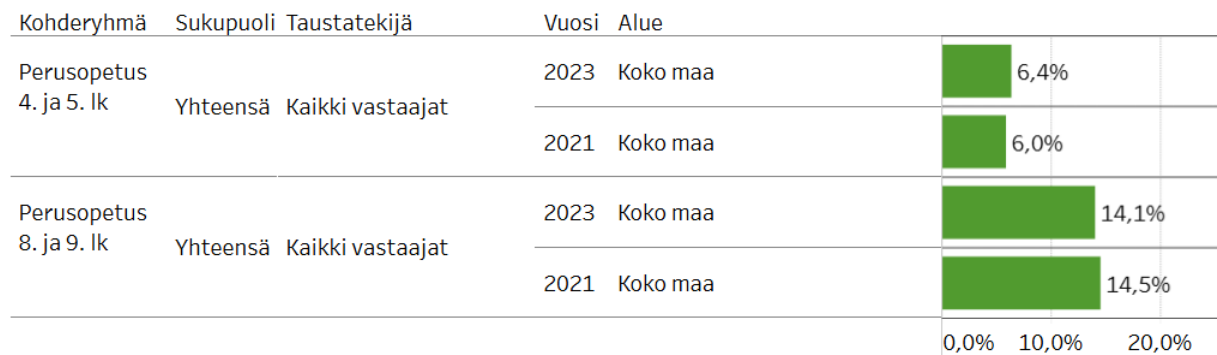 Kohderyhmä Sukupuoli Taustatekijä Vuosi Alue
Perusopetus
4. ja 5. lk Yhteensä Kaikki vastaajat
2023 Koko maa 6,4%
2021 Koko maa 6,0%
Perusopetus
8. ja 9. lk Yhteensä Kaikki vastaajat
2023 Koko maa 14,1%
2021 Koko maa 14,5%
0,0% 10,0% 20,0%